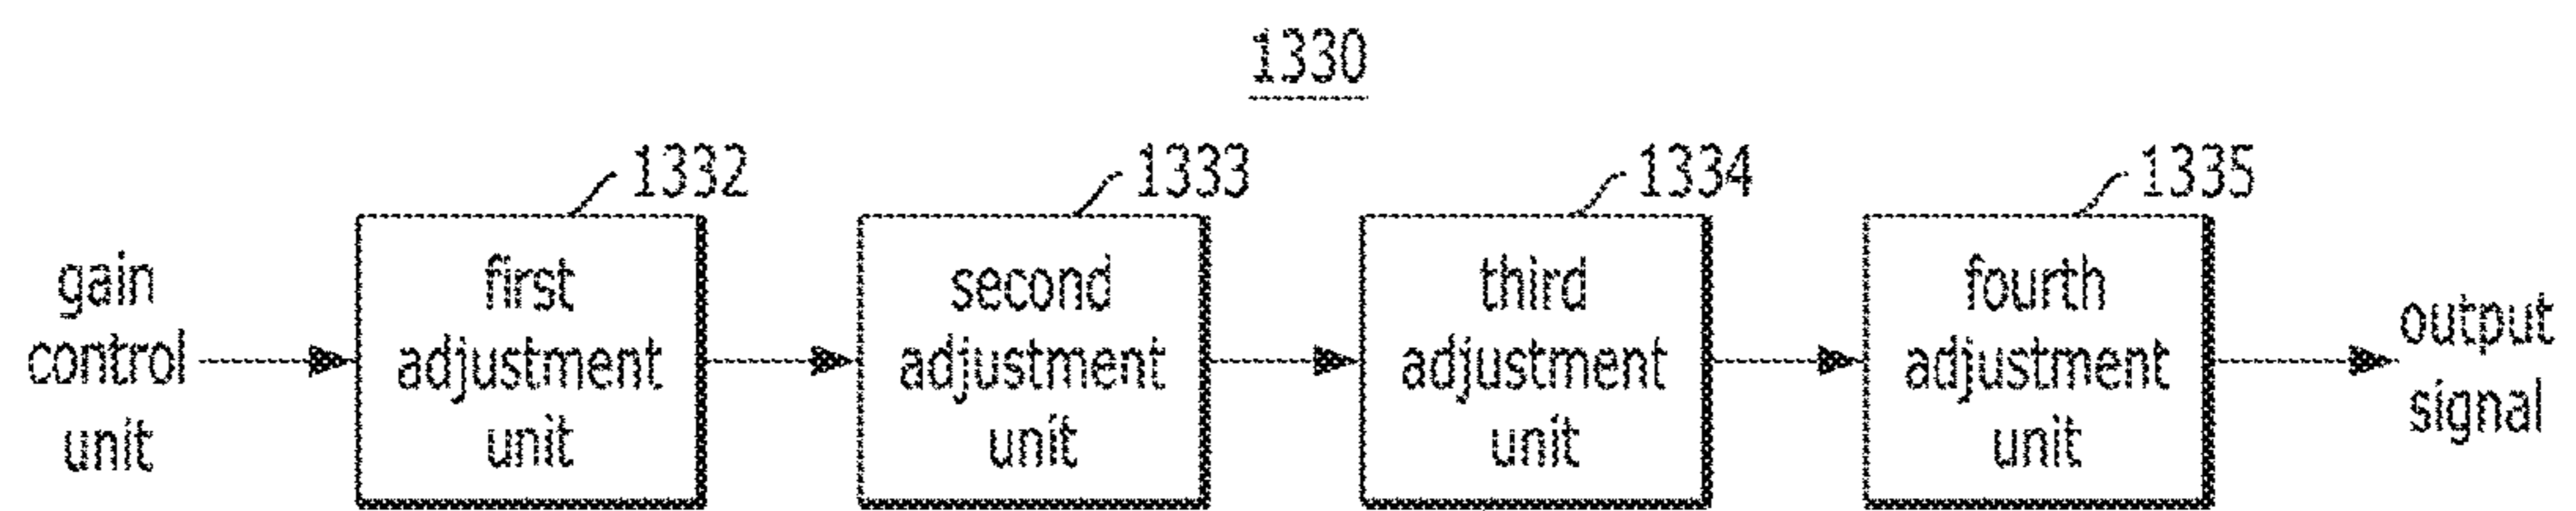 1330
1332
1333
1334
1335
gain
control
unit
first
adjustment
unit
second
adjustment
unit
third
adjustment
unit
fourth
adjustment
unit
output
signal